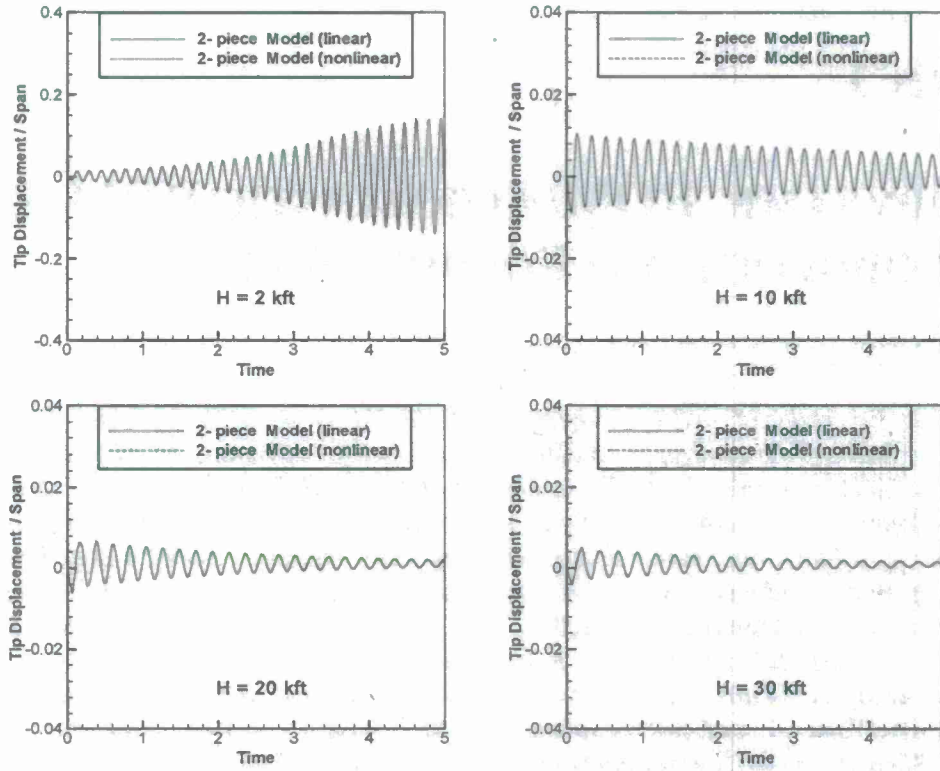 2- piece Model (linear)
2- piece Model (nonlinear)
0.4
0.2
0
-0.2
-0.4
Tip Displacement / Span
H = 2 kft
0 1 2 3 4 5
Time
2- piece Model (linear)
2- piece Model (nonlinear)
0.04
0.02
0
-0.02
-0.04
Tip Displacement / Span
H = 10 kft
0 1 2 3 4
Time
2- piece Model (linear)
2- piece Model (nonlinear)
0.04
0.02
0
-0.02
-0.04
Tip Displacement / Span
H = 20 kft
0 1 2 3 4 5
Time
2- piece Model (linear)
2- piece Model (nonlinear)
0.04
0.02
0
-0.02
-0.04
Tip Displacement / Span
H = 30 kft
0 1 2 3 4
Time